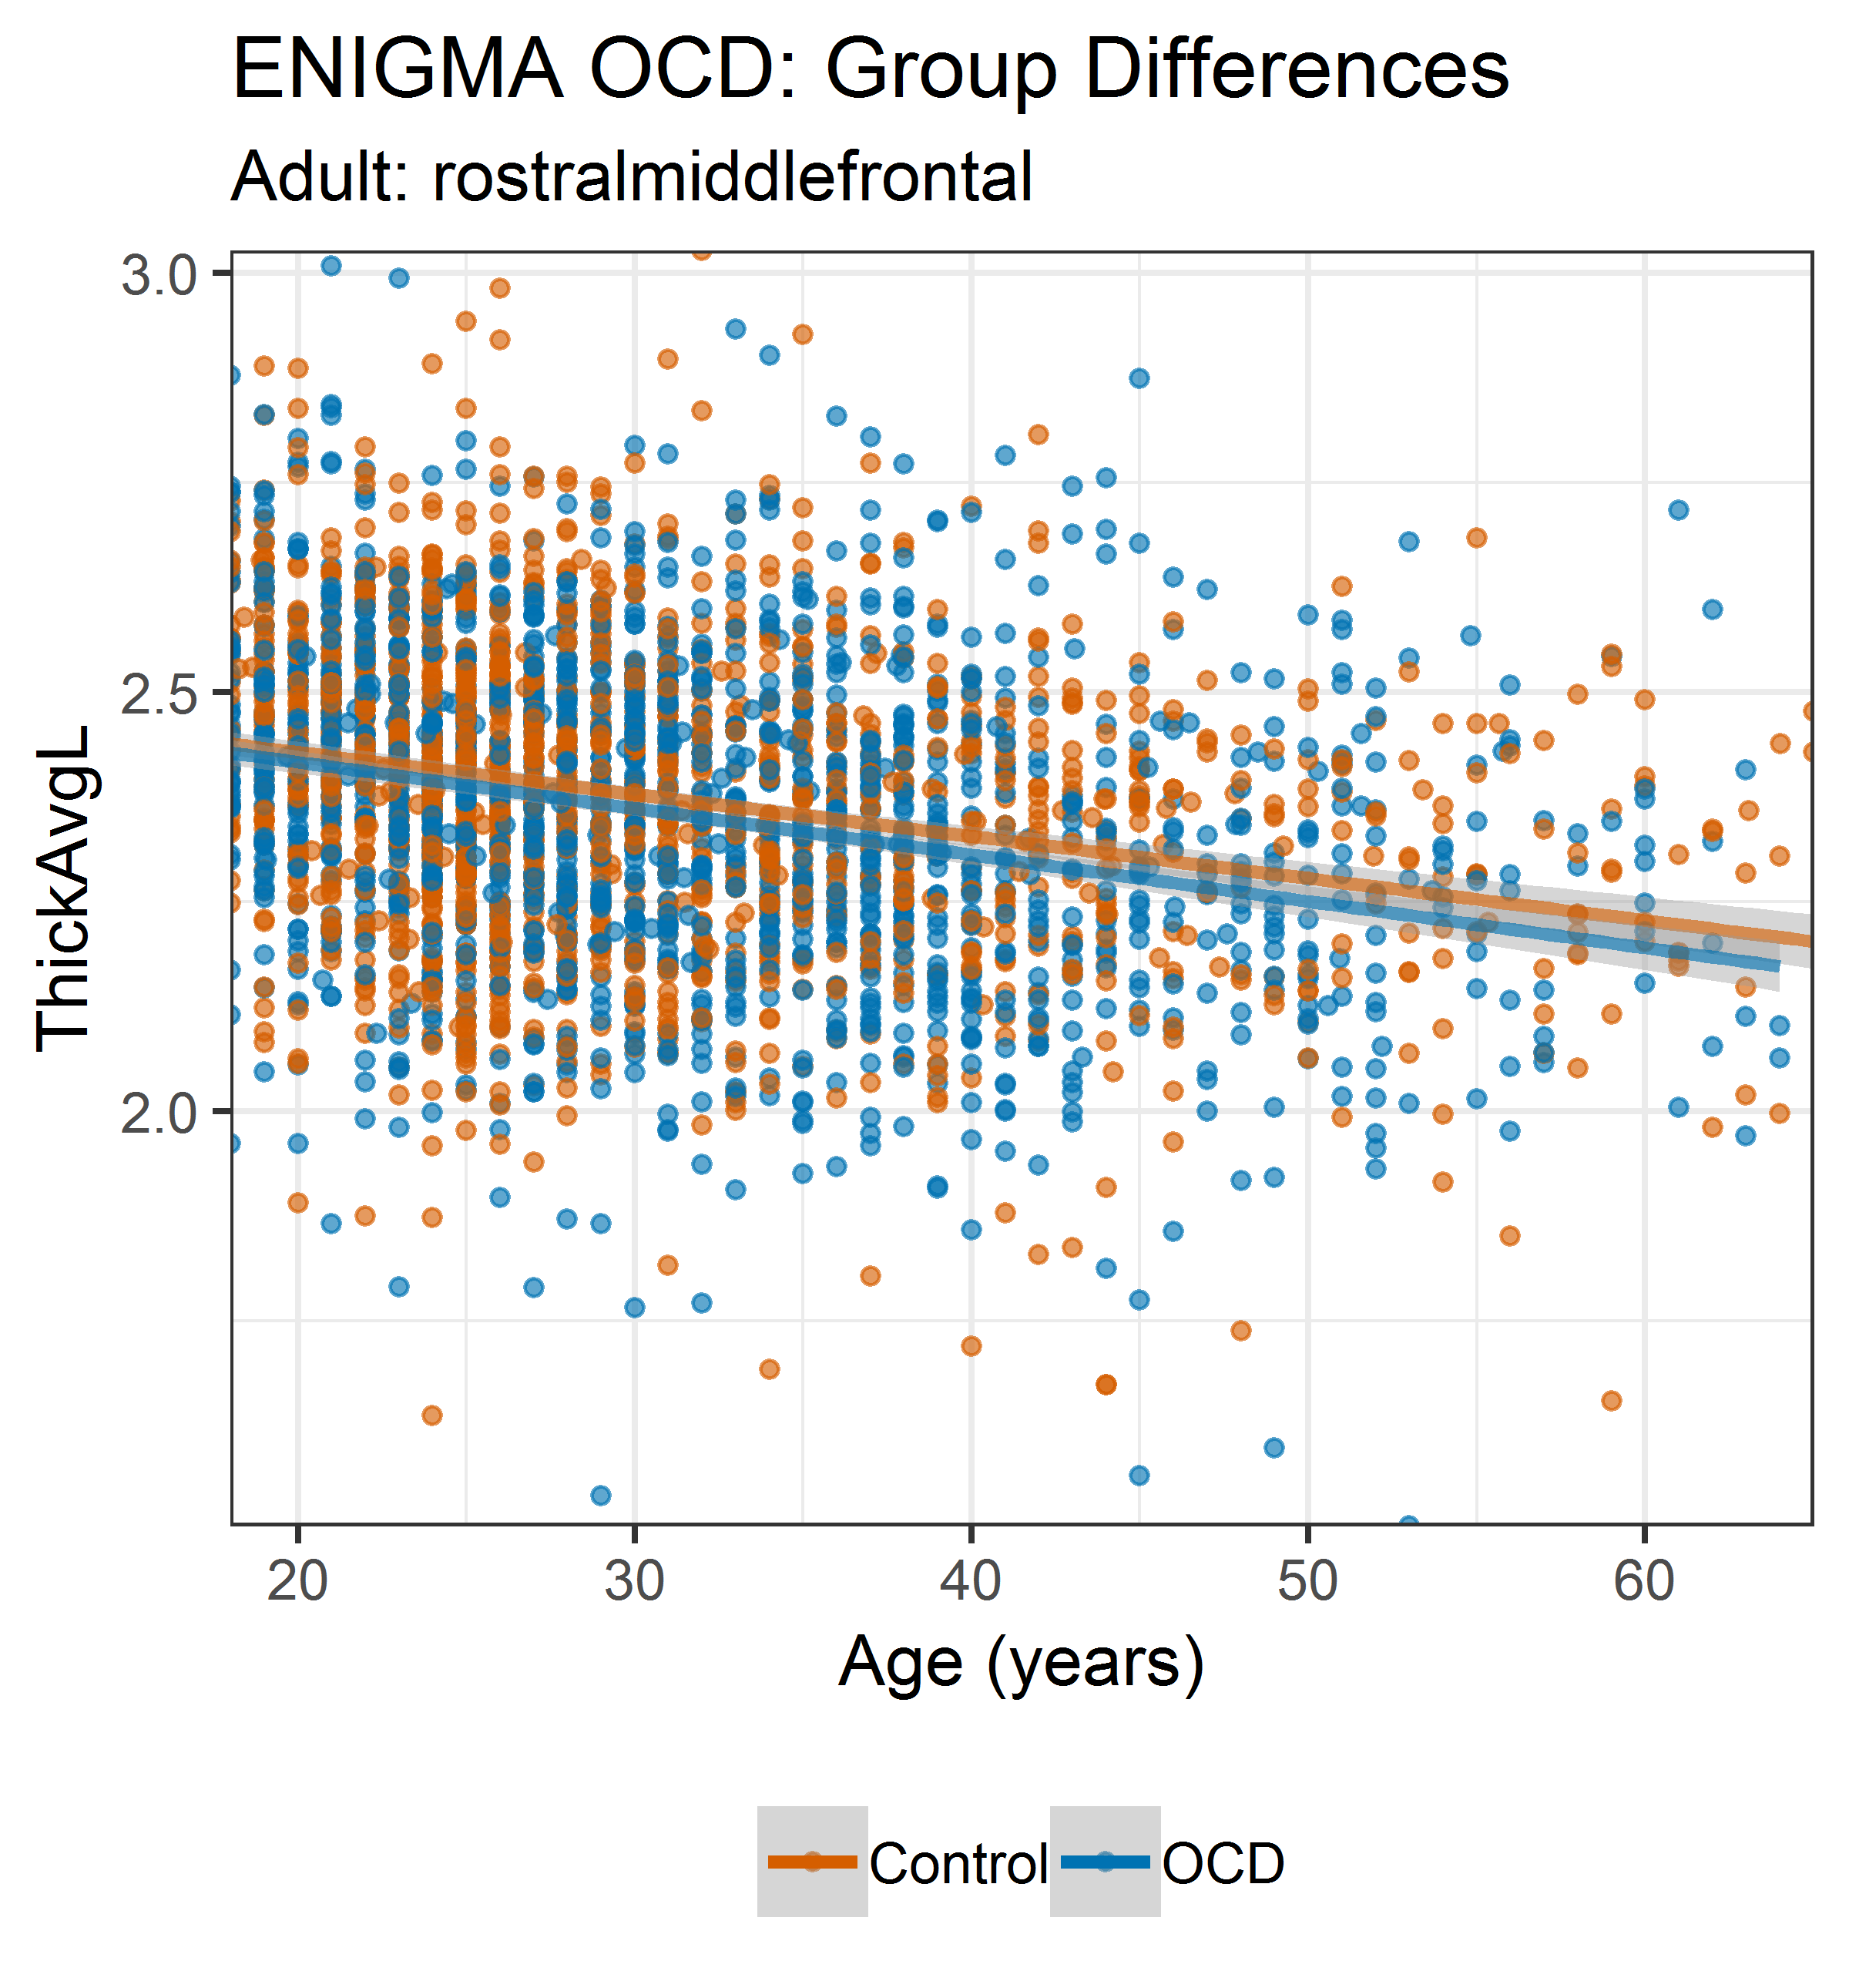 ENIGMA OCD: Group Differences
Adult: rostralmiddlefrontal
3.0
2.5
2.0
ThickAvgL
20 30 40 50 60
Age (years)
Control OCD